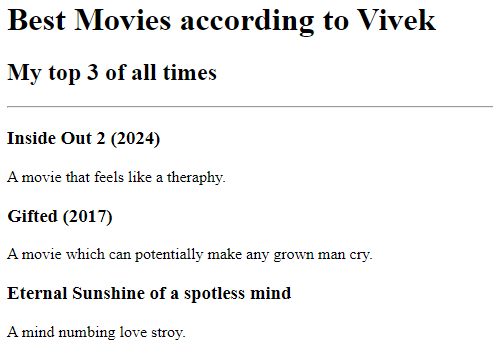 Best Movies according to Vivek
My top 3 of all times
Inside Out 2 (2024)
A movie that feels like a theraphy.
Gifted (2017)
A movie which can potentially make any grown man cry.
Eternal Sunshine of a spotless mind
A mind numbing love stroy.